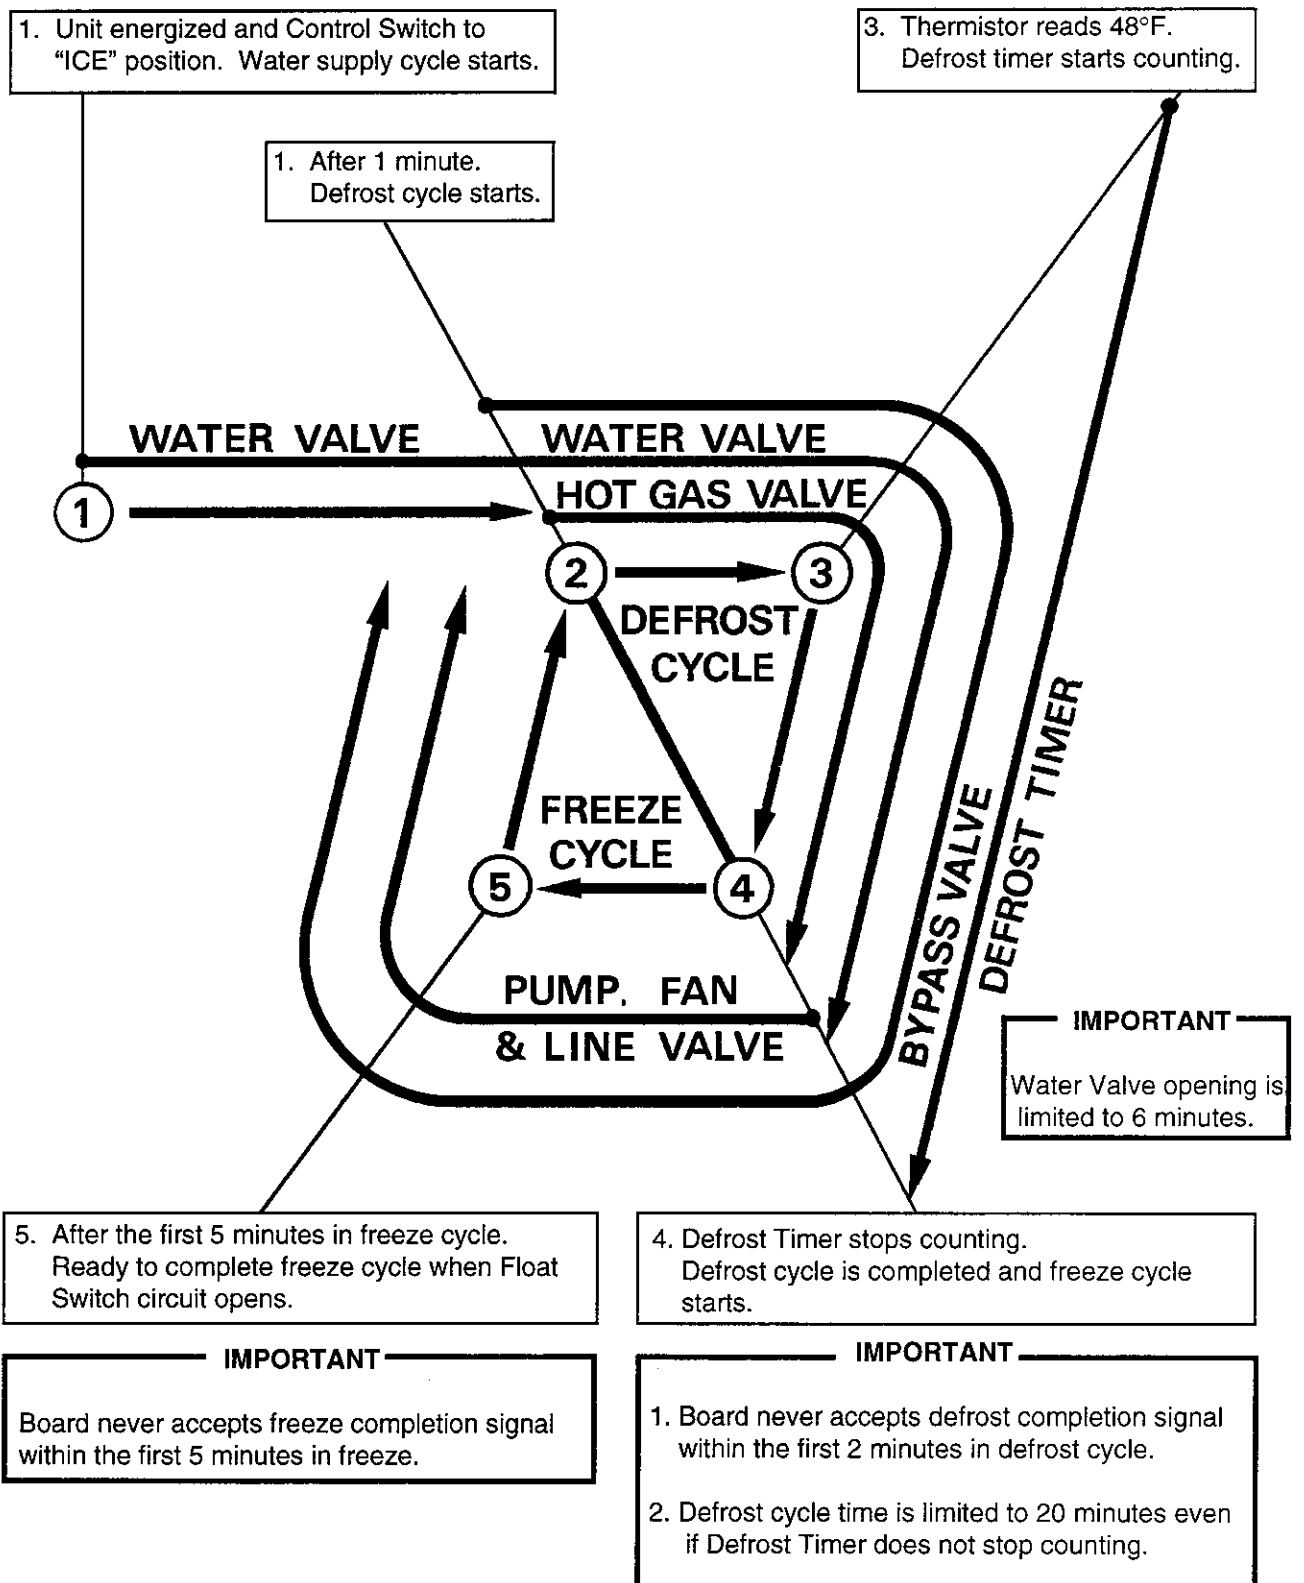 1. Unit energized and Control Switch to
"ICE" position. Water supply cycle starts.
3. Thermistor reads 48°F.
Defrost timer starts counting.
1. After 1 minute.
Defrost cycle starts.
WATER VALVE
WATER VALVE
HOT GAS VALVE
1
2
3
DEFROST
CYCLE
FREEZE
CYCLE
5
4
PUMP. FAN
& LINE VALVE
BYPASS VALVE
DEFROST TIMER
IMPORTANT
Water Valve opening is
limited to 6 minutes.
5. After the first 5 minutes in freeze cycle.
Ready to complete freeze cycle when Float
Switch circuit opens.
4. Defrost Timer stops counting.
Defrost cycle is completed and freeze cycle
starts.
IMPORTANT
Board never accepts freeze completion signal
within the first 5 minutes in freeze.
IMPORTANT
1. Board never accepts defrost completion signal
within the first 2 minutes in defrost cycle.
2. Defrost cycle time is limited to 20 minutes even
if Defrost Timer does not stop counting.